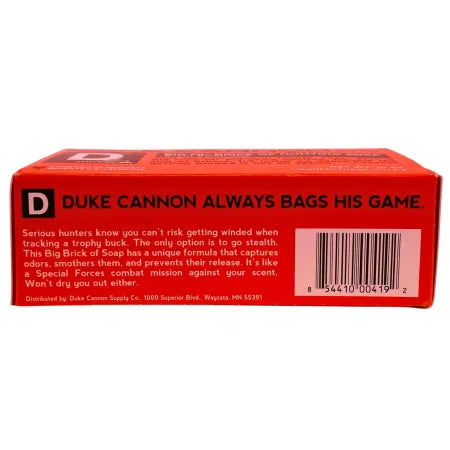 D
D DUKE CANNON ALWAYS BAGS HIS GAME.
Serious hunters know you can't risk getting winded when
tracking a trophy buck. The only option is to go stealth.
This Big Brick of Soap has a unique formula that captures
odors, smothers them, and prevents their release. It's like
a Special Forces combat mission against your scent.
Won't dry you out either.
Distributed by: Duke Cannon Supply Co., 1000 Superior Blvd., Wayzata, MN 55391
8 54410 00419 2